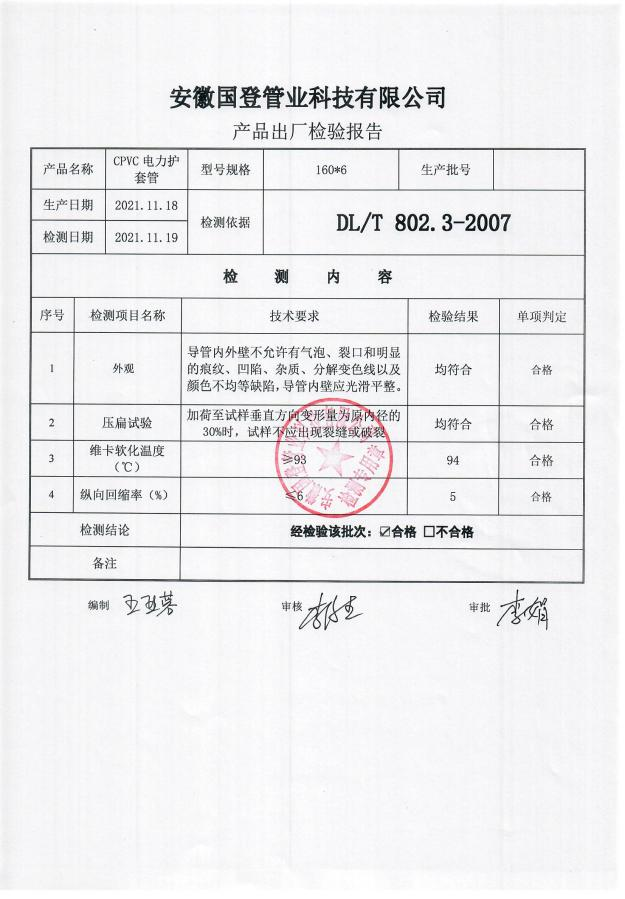 安徽国登管业科技有限公司
产品出厂检验报告
产品名称 CPVC 电力护套管 型号规格 160*6 生产批号
生产日期 2021.11.18 检测依据 DL/T 802.3-2007
检测日期 2021.11.19
检 测 内 容
序号 检测项目名称 技术要求 检验结果 单项判定
1 外观 导管内外壁不允许有气泡、裂口和明显 均符合 合格
的痕纹、凹陷、杂质、分解变色线以及
颜色不均等缺陷,导管内壁应光滑平整。
2 压扁试验 加荷至试样垂直方向变形量为原内径的 均符合 合格
30%时, 试样不应出现裂缝或破裂
3 维卡软化温度 ≥93 94 合格
(℃)
4 纵向回缩率(%) ≤6 5 合格
检测结论 经检验该批次: ☑合格 □不合格
备注
编制 审核 审批 李娟